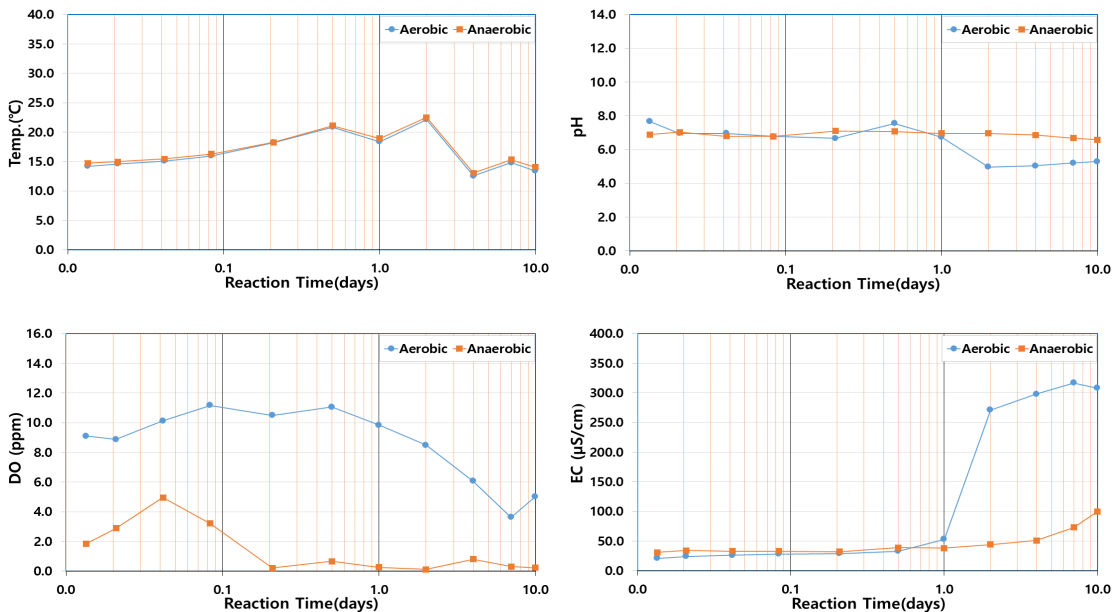 40.0
35.0
30.0
25.0
20.0
15.0
10.0
5.0
0.0
Temp.(℃)
Aerobic Anaerobic
0.0 0.1 1.0 10.0
Reaction Time(days)
14.0
12.0
10.0
8.0
6.0
4.0
2.0
0.0
pH
Aerobic Anaerobic
0.0 0.1 1.0 10.0
Reaction Time(days)
16.0
14.0
12.0
10.0
8.0
6.0
4.0
2.0
0.0
DO (ppm)
Aerobic Anaerobic
0.0 0.1 1.0 10.0
Reaction Time(days)
400.0
350.0
300.0
250.0
200.0
150.0
100.0
50.0
0.0
EC (μS/cm)
Aerobic Anaerobic
0.0 0.1 1.0 10.0
Reaction Time(days)